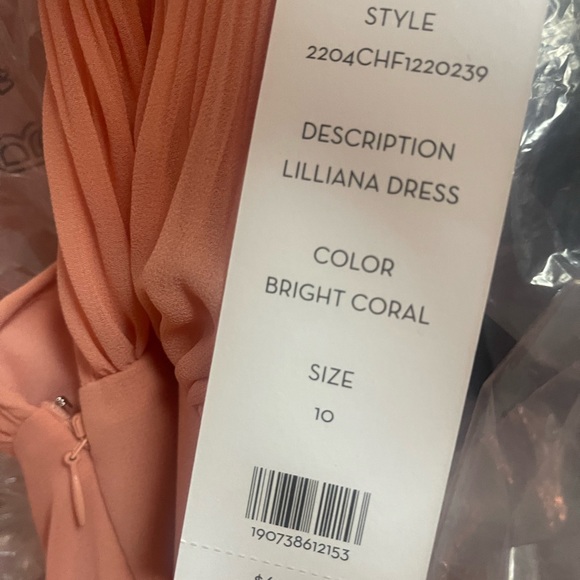 STYLE
2204CHF1220239
DESCRIPTION
LILLIANA DRESS
COLOR
BRIGHT CORAL
SIZE
10
190738612153